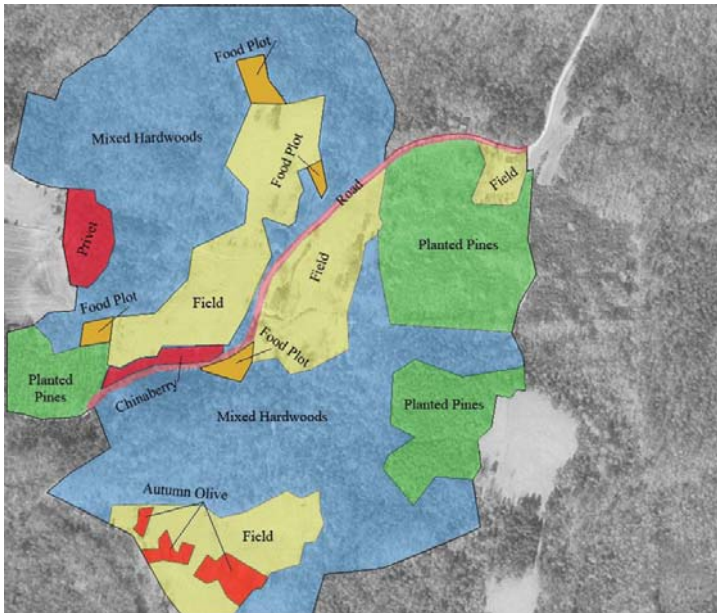 Food Plot
Mixed Hardwoods
Food Plot
Road
Field
Privet
Planted Pines
Field
Food Plot
Field
Food Plot
Planted
Pines
Chinaberry
Mixed Hardwoods
Planted Pines
Autumn Olive
Field